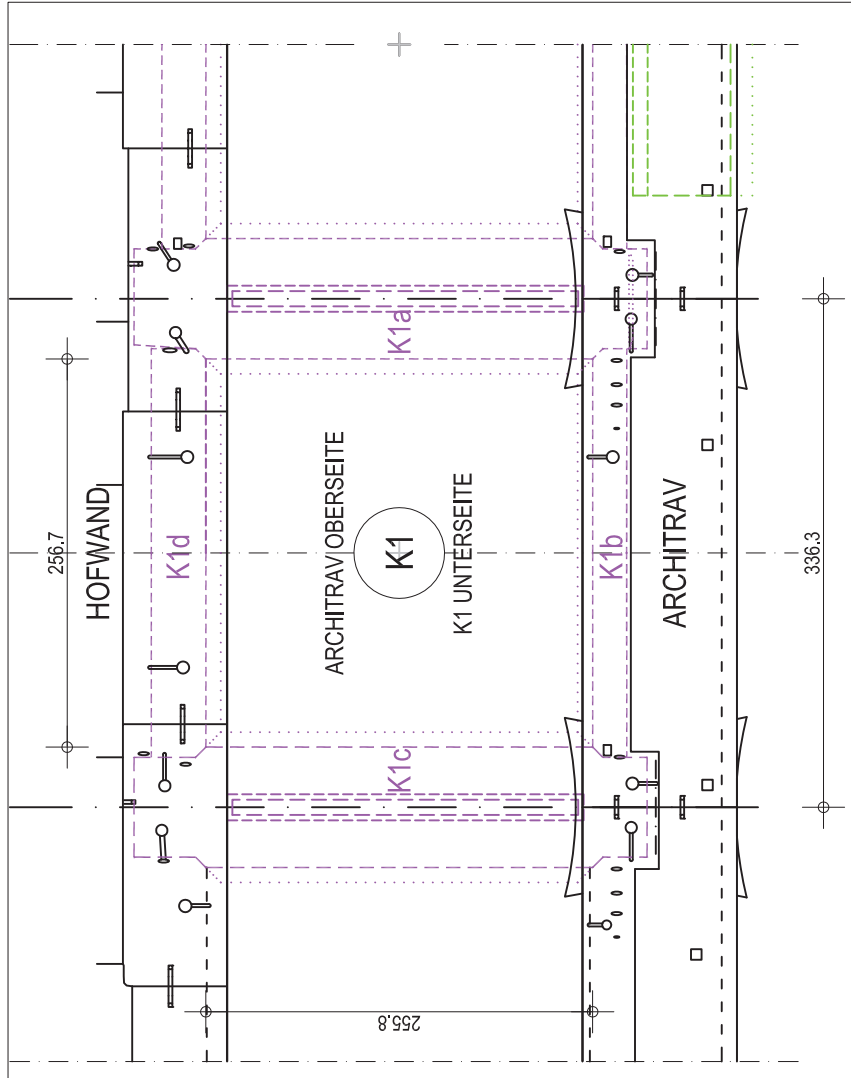 K1a
HOFWAND
256.7
K1d
ARCHITRAV OBERSEITE
K1
K1 UNTERSEITE
K1b
ARCHITRAV
336.3
K1c
255.8